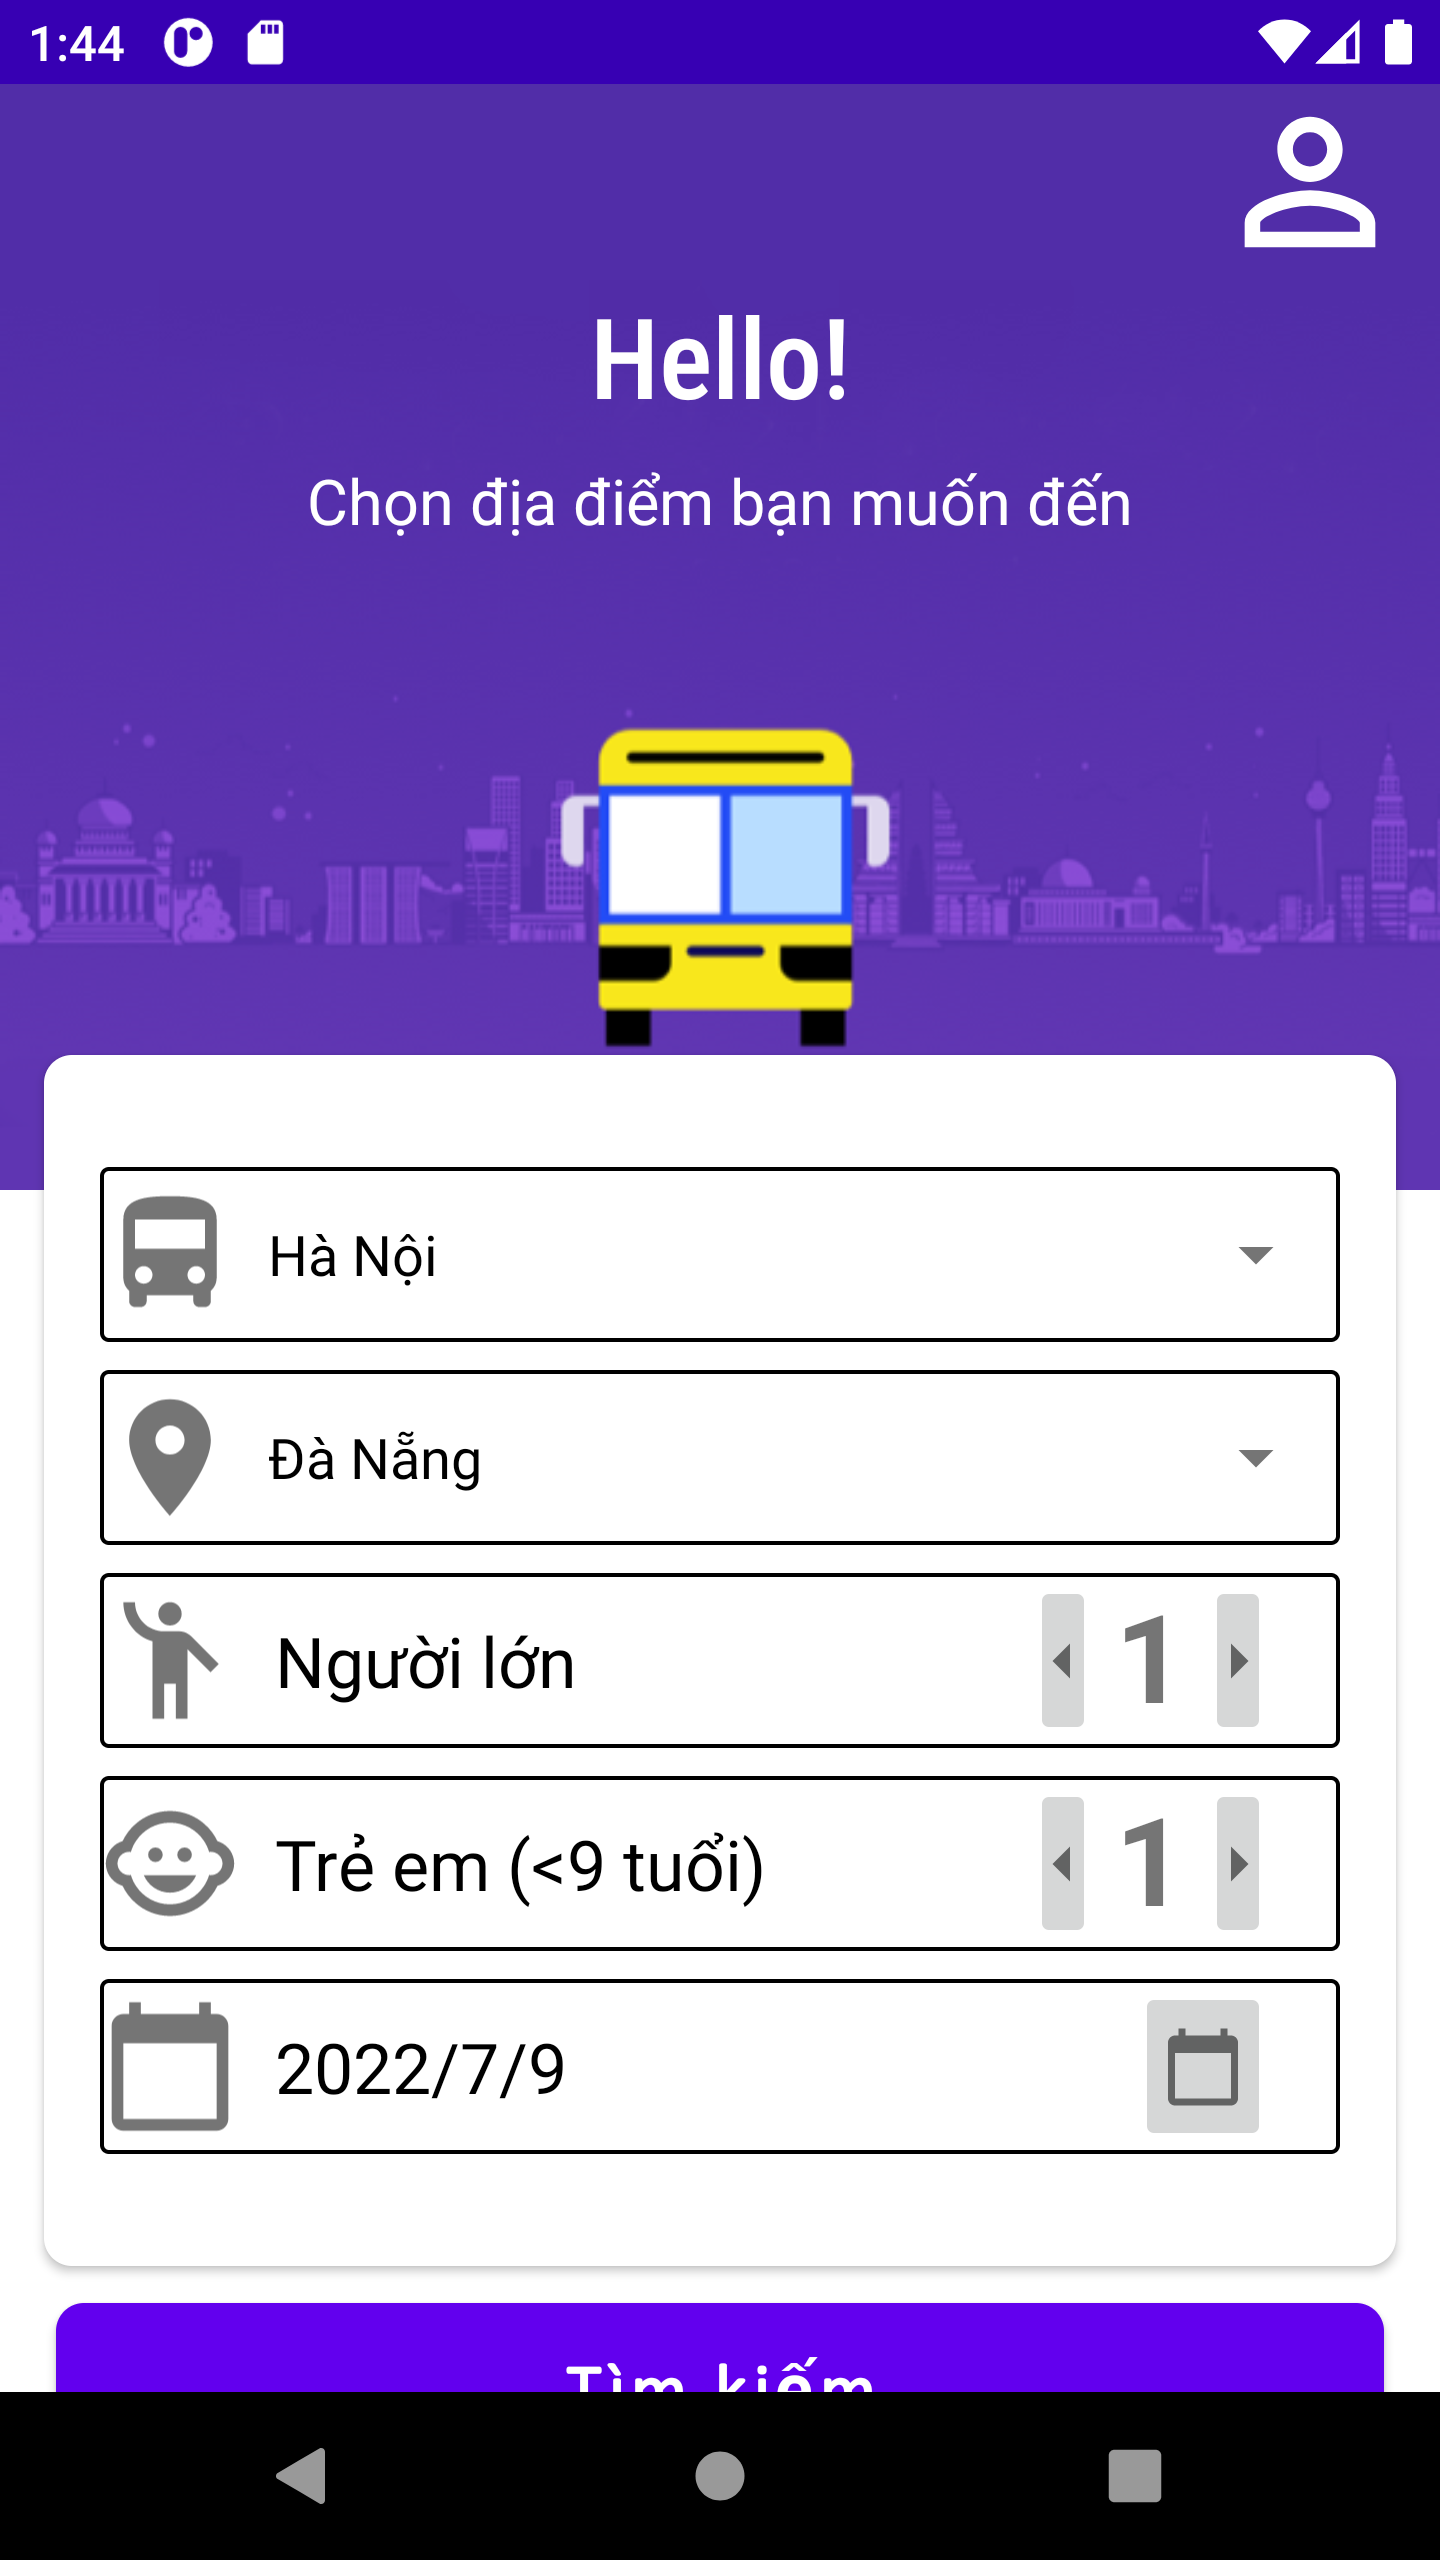 1:44
Hello!
Chọn địa điểm bạn muốn đến
Hà Nội
Đà Nẵng
Người lớn
1
Trẻ em (<9 tuổi)
1
2022/7/9
Tìm kiếm